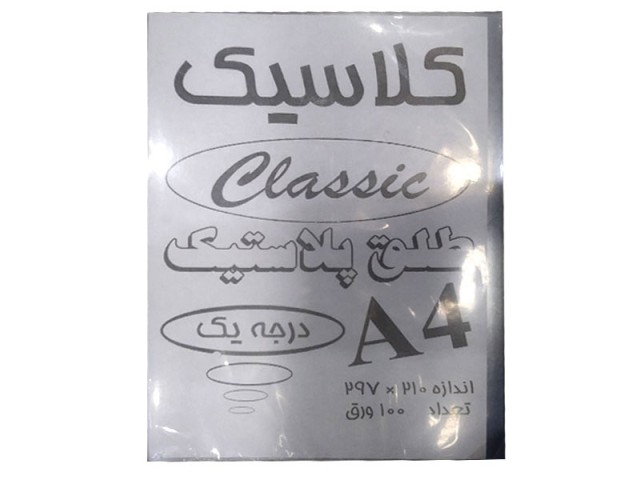 کلاسیک
Classic
طلق پلاستیک
A4
درجه یک
اندازه ۲۱۰ × ۲۹۷
تعداد ۱۰۰ ورق